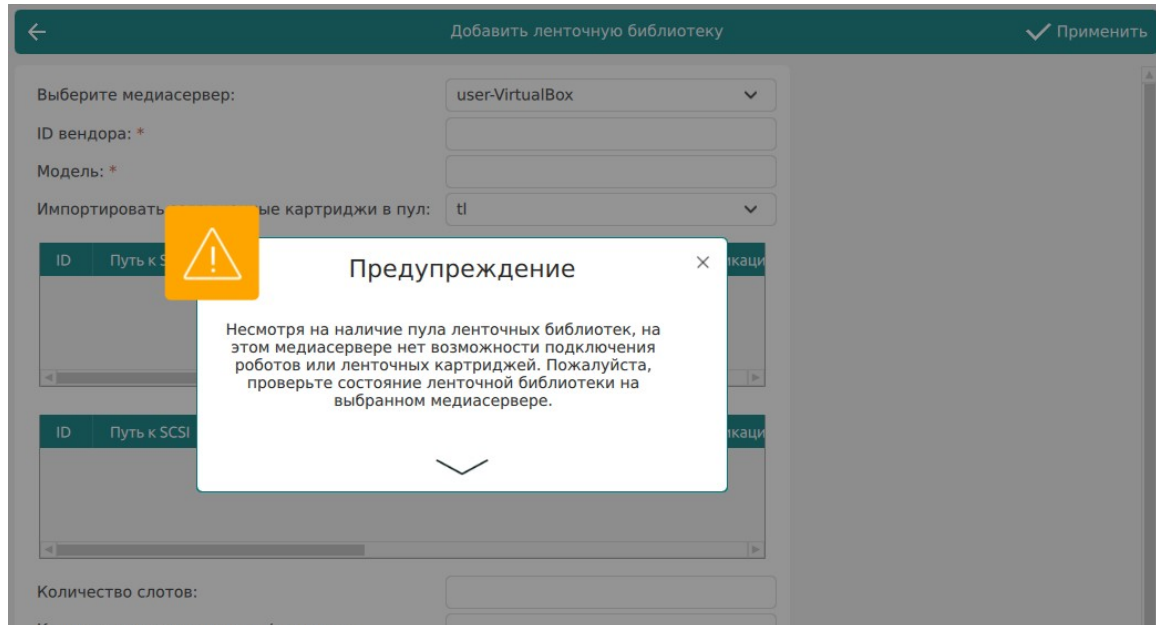 Добавить ленточную библиотеку
Применить
Выберите медиасервер:
user-VirtualBox
ID вендора: *
Модель: *
Импортировать ые картриджи в пул:
tl
ID Путь к
Предупреждение
Несмотря на наличие пула ленточных библиотек, на
этом медиасервере нет возможности подключения
роботов или ленточных картриджей. Пожалуйста,
проверьте состояние ленточной библиотеки на
выбранном медиасервере.
ID Путь к SCSI
Количество слотов: